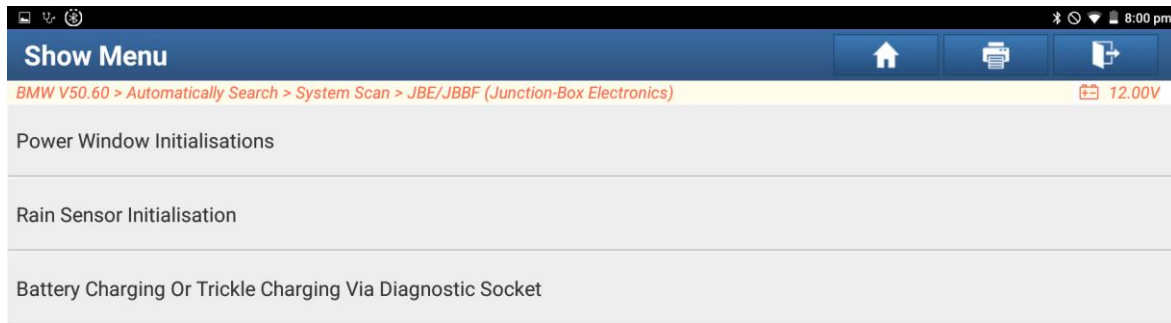 8:00 pm
Show Menu
BMW V50.60 > Automatically Search > System Scan > JBE/JBBF (Junction-Box Electronics)
12.00V
Power Window Initialisations
Rain Sensor Initialisation
Battery Charging Or Trickle Charging Via Diagnostic Socket